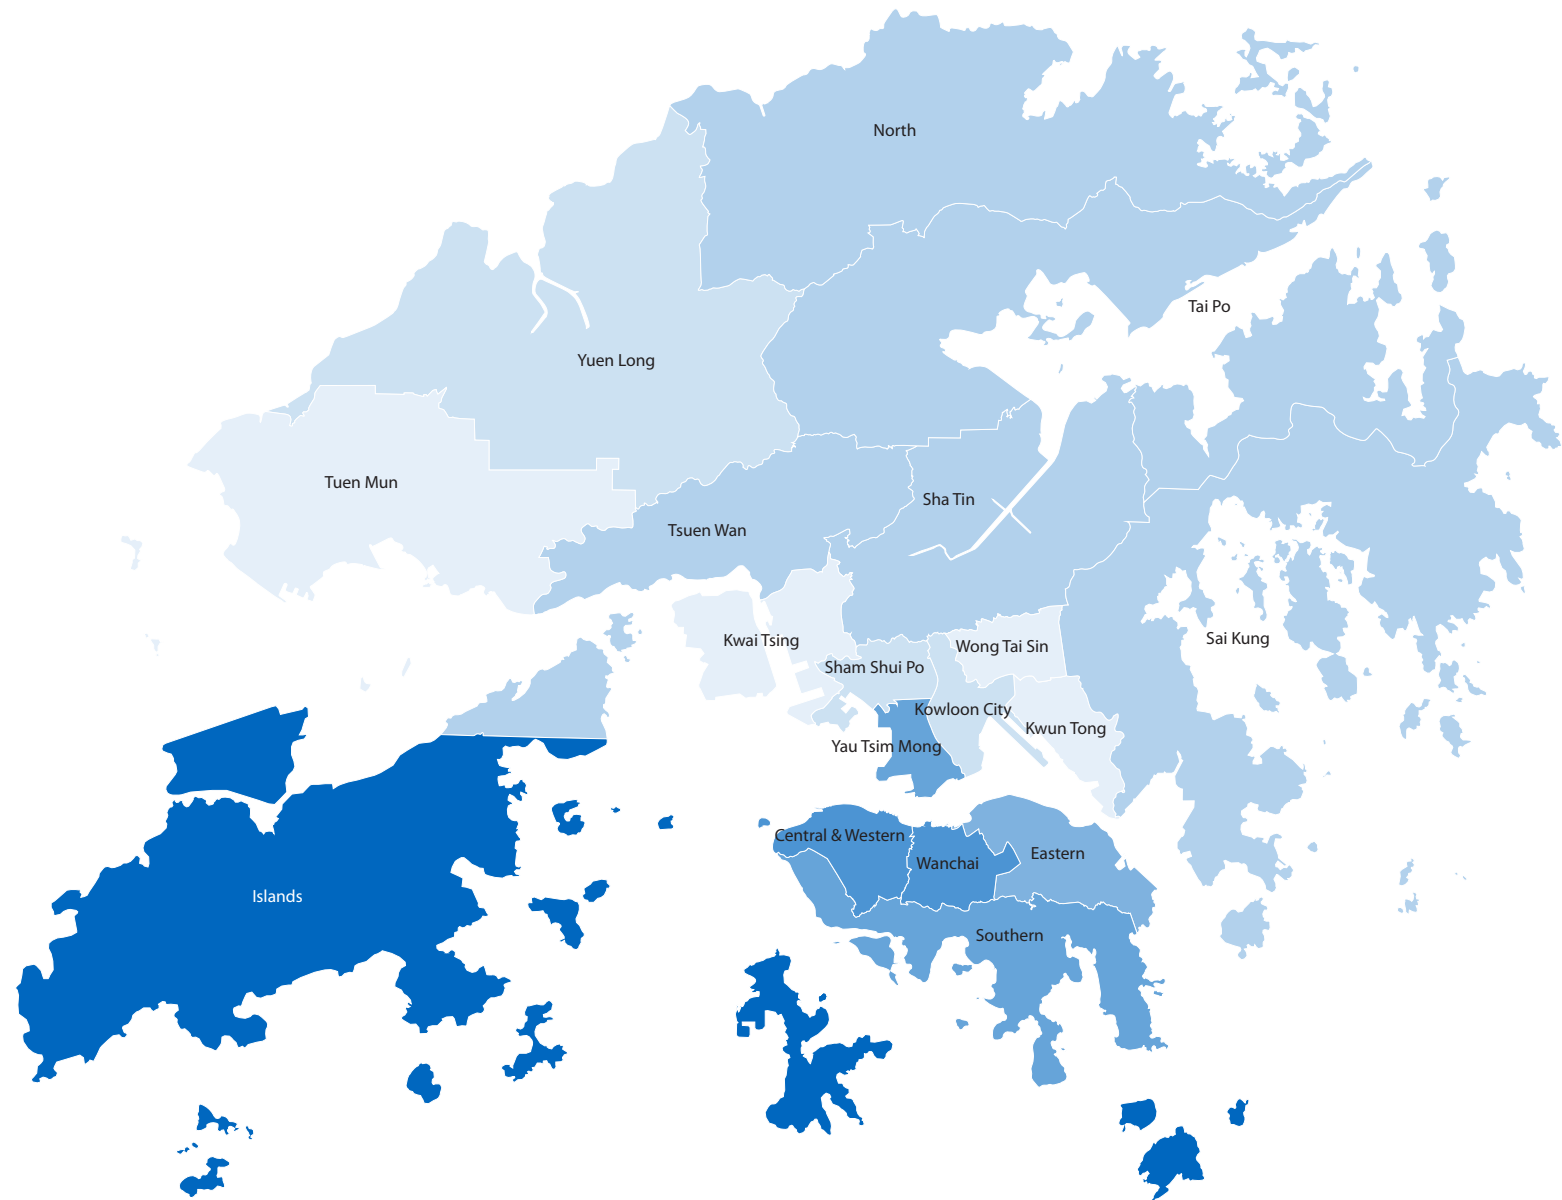 North
Tai Po
Yuen Long
Tuen Mun
Sha Tin
Tsuen Wan
Sai Kung
Kwai Tsing
Wong Tai Sin
Sham Shui Po
Kowloon City
Kwun Tong
Yau Tsim Mong
Central & Western
Eastern
Wanchai
Islands
Southern